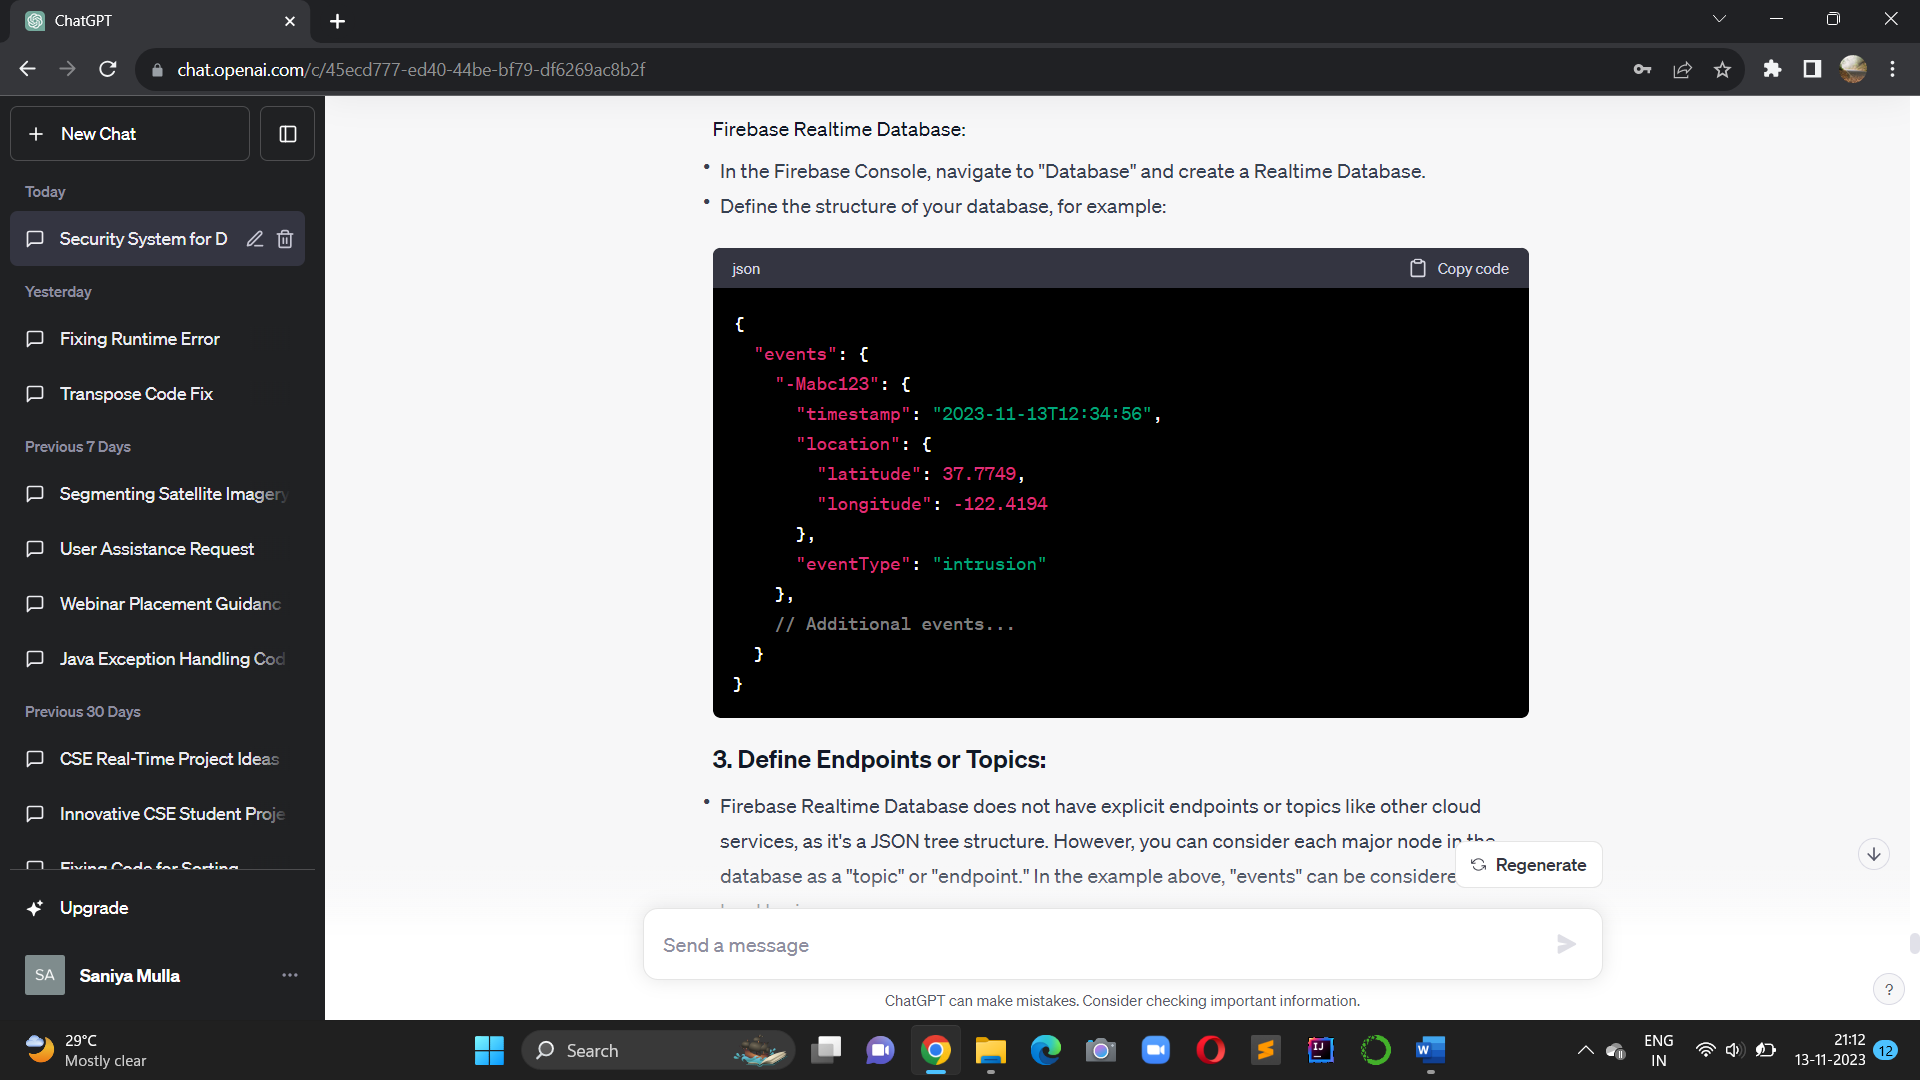 ChatGPT
chat.openai.com/c/45ecd777-ed40-44be-bf79-df6269ac8b2f
New Chat
Today
Security System for D
Yesterday
Fixing Runtime Error
Transpose Code Fix
Previous 7 Days
Segmenting Satellite Imagery
User Assistance Request
Webinar Placement Guidanc
Java Exception Handling Cod
Previous 30 Days
CSE Real-Time Project Ideas
Innovative CSE Student Proje
Fixing Code for Sorting
Upgrade
SA
Saniya Mulla
Firebase Realtime Database:
• In the Firebase Console, navigate to "Database" and create a Realtime Database.
• Define the structure of your database, for example:
json
Copy code
{
"events": {
"-Mabc123": {
"timestamp": "2023-11-13T12:34:56",
"location": {
"latitude": 37.7749,
"longitude": -122.4194
},
"eventType": "intrusion"
},
// Additional events...
}
}
3. Define Endpoints or Topics:
• Firebase Realtime Database does not have explicit endpoints or topics like other cloud
services, as it's a JSON tree structure. However, you can consider each major node in the
database as a "topic" or "endpoint." In the example above, "events" can be considere
Regenerate
Send a message
ChatGPT can make mistakes. Consider checking important information.
?
29°C
Mostly clear
Search
IJ
W
ENG
IN
21:12
13-11-2023
12